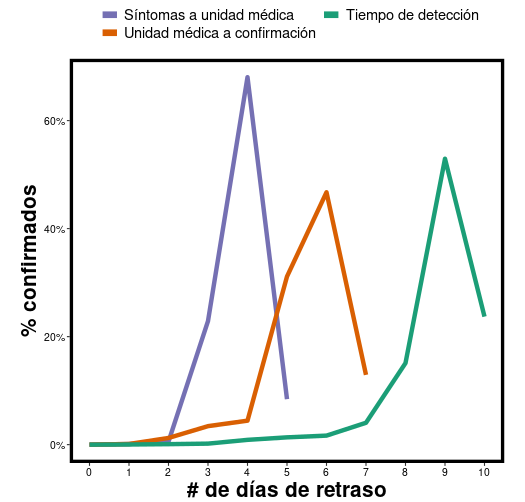 Síntomas a unidad médica
Tiempo de detección
Unidad médica a confirmación
% confirmados
60%
40%
20%
0%
0 1 2 3 4 5 6 7 8 9 10
# de días de retraso